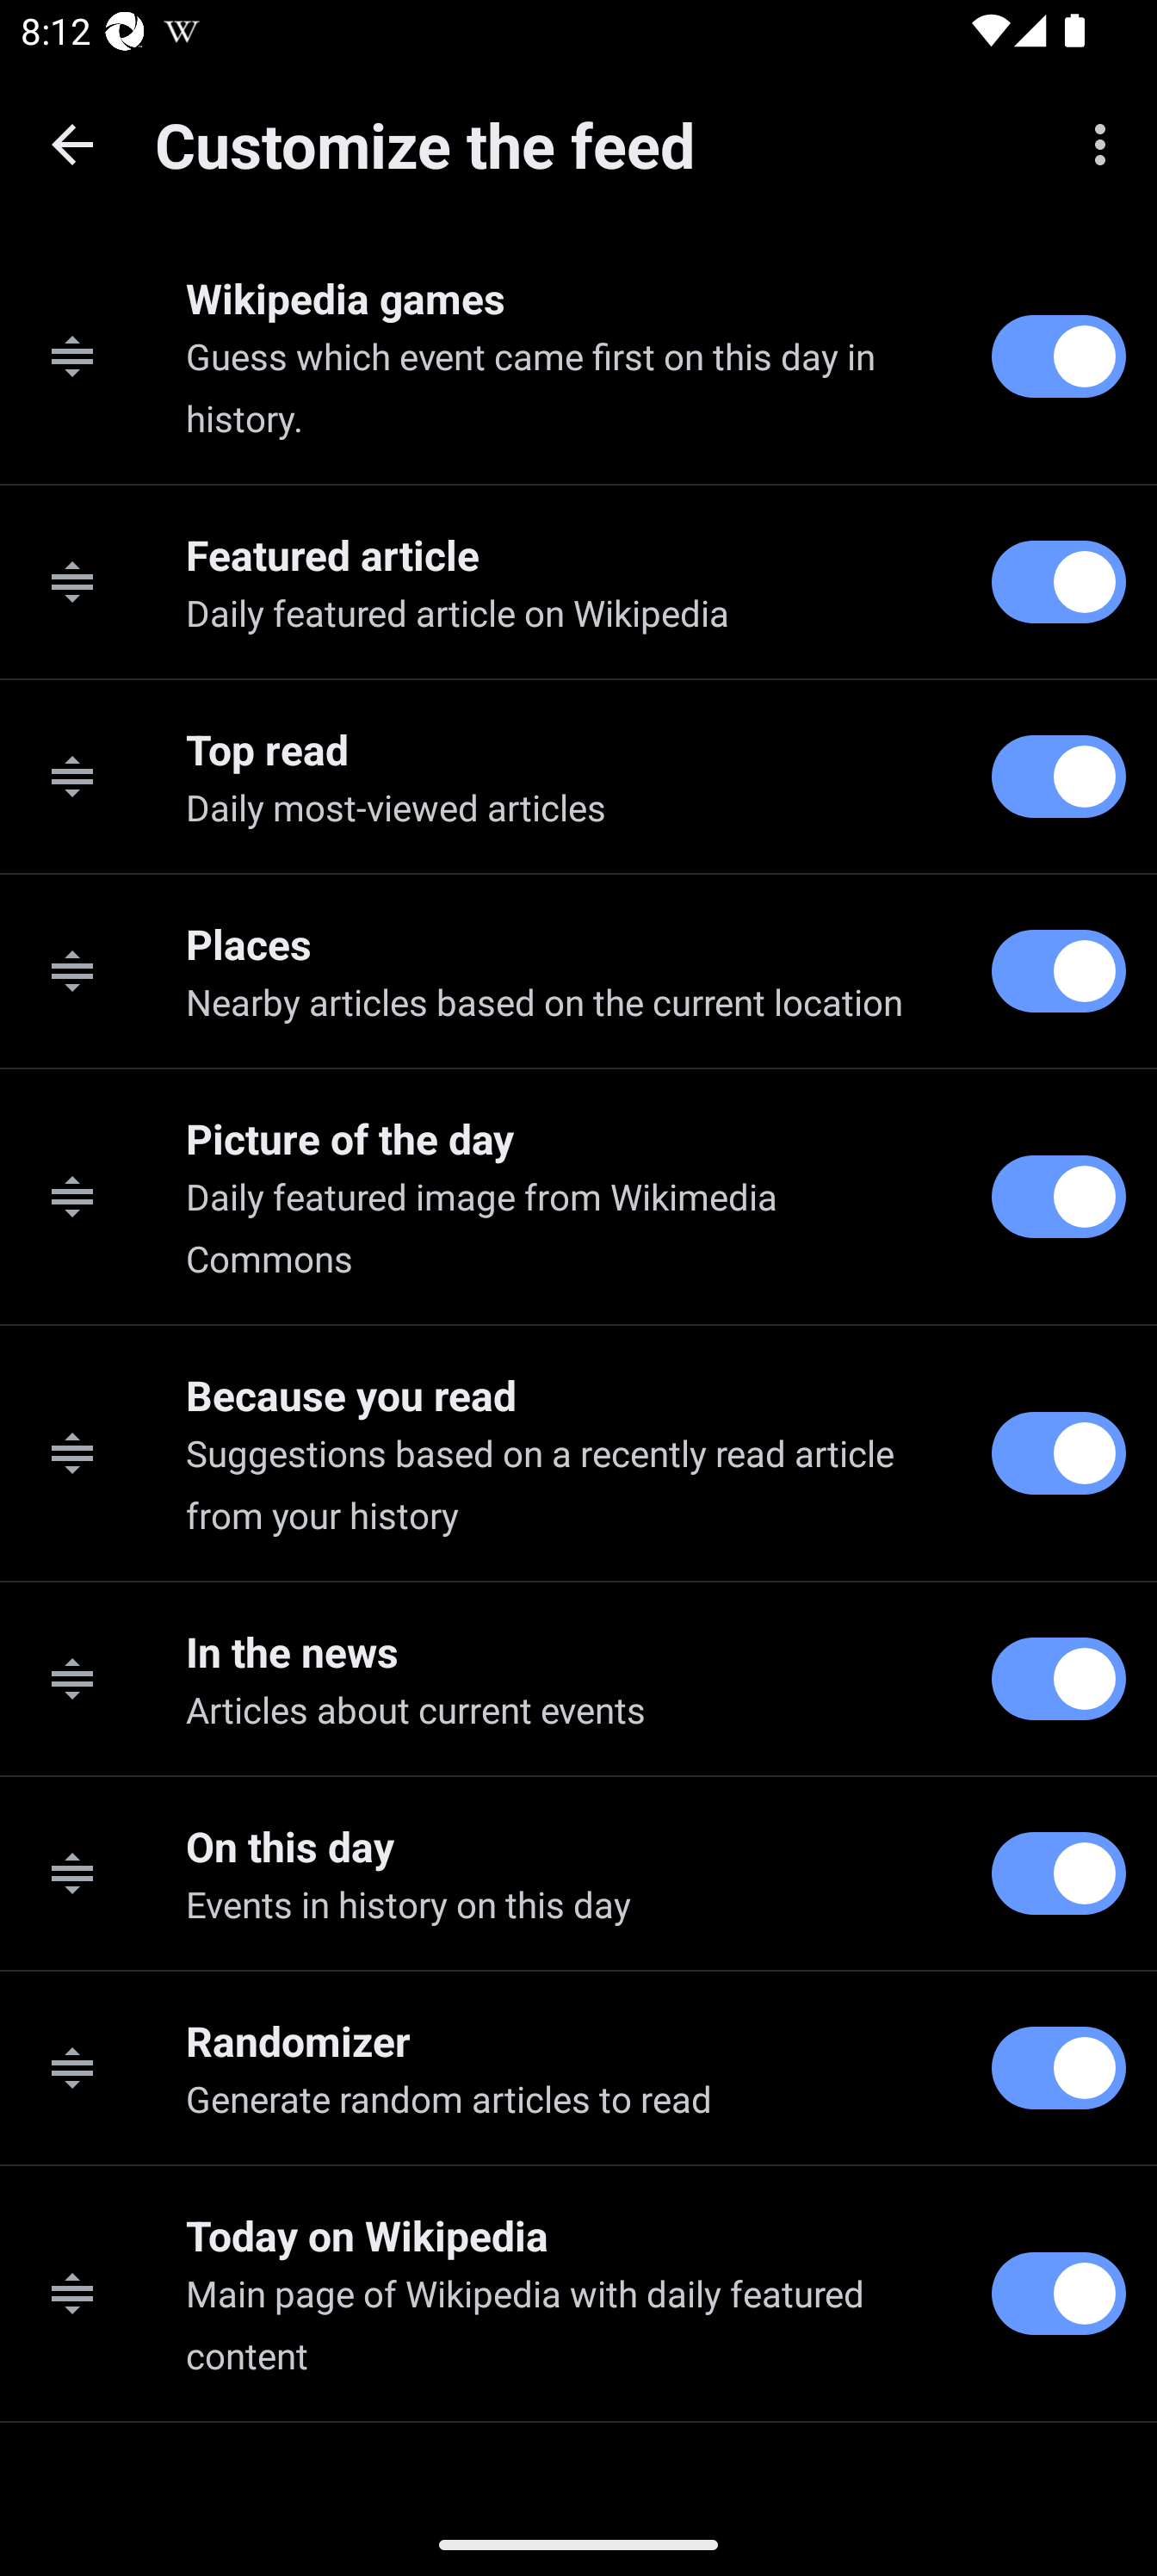 8:12 W
Customize the feed
Wikipedia games
Guess which event came first on this day in
history.
Featured article
Daily featured article on Wikipedia
Top read
Daily most-viewed articles
Places
Nearby articles based on the current location
Picture of the day
Daily featured image from Wikimedia
Commons
Because you read
Suggestions based on a recently read article
from your history
In the news
Articles about current events
On this day
Events in history on this day
Randomizer
Generate random articles to read
Today on Wikipedia
Main page of Wikipedia with daily featured
content